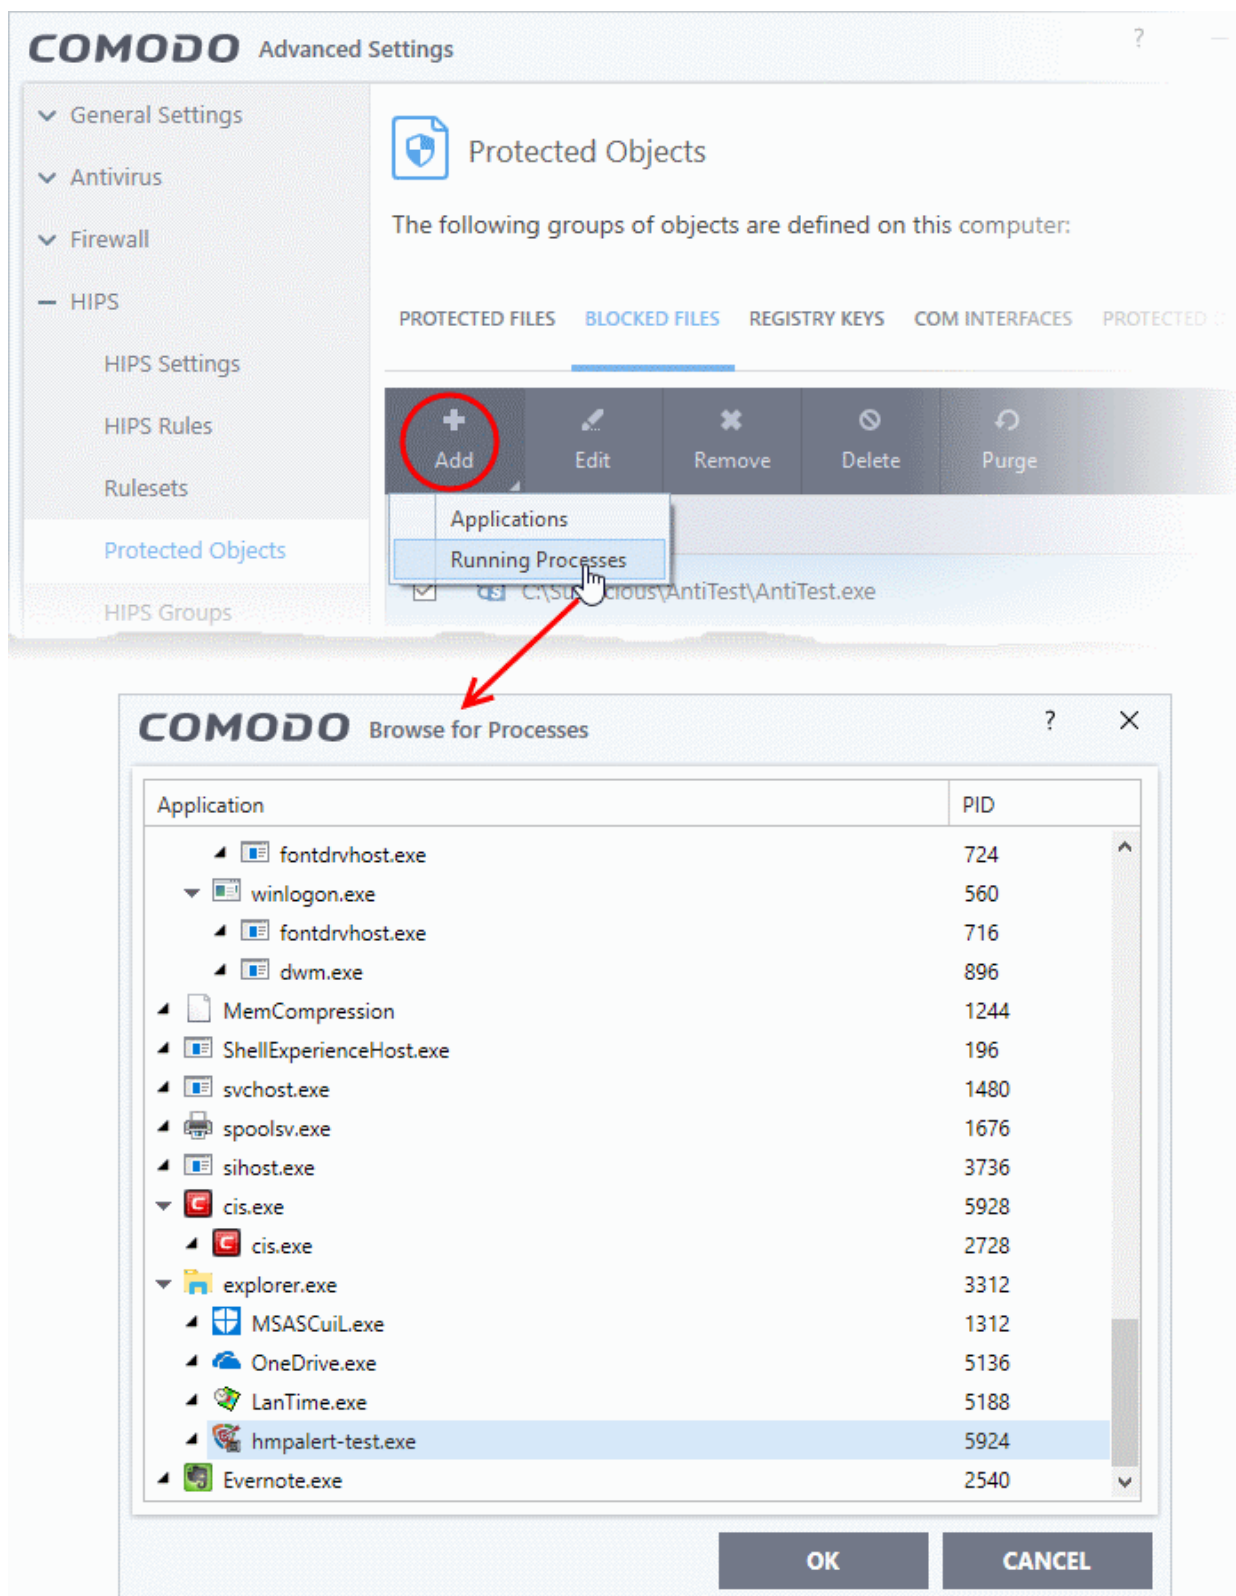 COMODO Advanced Settings ?
General Settings
Antivirus
Firewall
HIPS
HIPS Settings
HIPS Rules
Rulesets
Protected Objects
HIPS Groups
Protected Objects
The following groups of objects are defined on this computer:
PROTECTED FILES BLOCKED FILES REGISTRY KEYS COM INTERFACES PROTECTED
Add Edit Remove Delete Purge
Applications
Running Processes
COMODO Browse for Processes ?
Application PID
fontdrvhost.exe 724
winlogon.exe 560
fontdrvhost.exe 716
dwm.exe 896
MemCompression 1244
ShellExperienceHost.exe 196
svchost.exe 1480
spoolsv.exe 1676
sihost.exe 3736
cis.exe 5928
cis.exe 2728
explorer.exe 3312
MSASCuiL.exe 1312
OneDrive.exe 5136
LanTime.exe 5188
hmpalert-test.exe 5924
Evernote.exe 2540
OK CANCEL